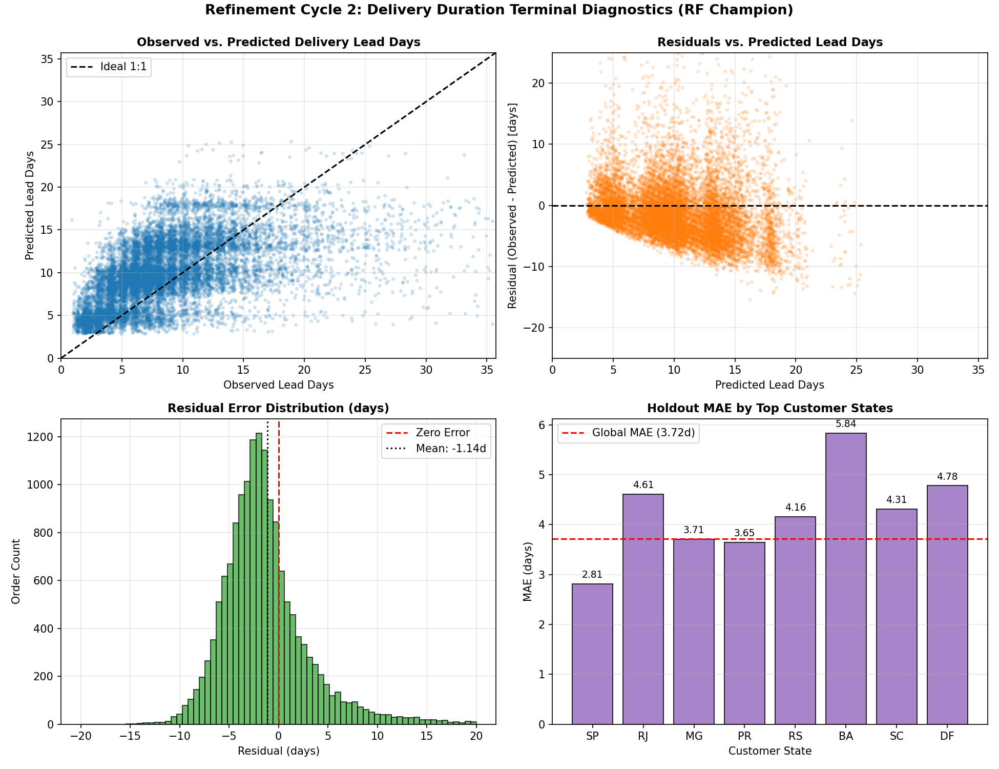 Refinement Cycle 2: Delivery Duration Terminal Diagnostics (RF Champion)
Observed vs. Predicted Delivery Lead Days
Ideal 1:1
35
30
25
20
15
10
5
0
Predicted Lead Days
0 5 10 15 20 25 30 35
Observed Lead Days
Residuals vs. Predicted Lead Days
20
10
0
−10
−20
Residual (Observed - Predicted) [days]
0 5 10 15 20 25 30 35
Predicted Lead Days
Residual Error Distribution (days)
Zero Error
Mean: -1.14d
1200
1000
800
600
400
200
0
Order Count
−20 −15 −10 −5 0 5 10 15 20
Residual (days)
Holdout MAE by Top Customer States
Global MAE (3.72d)
6
5
4
3
2
1
0
MAE (days)
2.81 4.61 3.71 3.65 4.16 5.84 4.31 4.78
SP RJ MG PR RS BA SC DF
Customer State